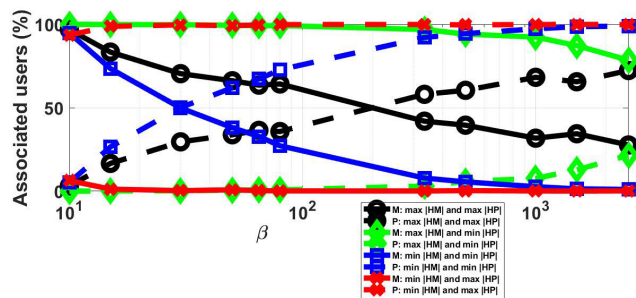 Associated users (%)
100
50
0
10^1
10^2
10^3
β
M: max |HM| and max |HP|
P: max |HM| and max |HP|
M: max |HM| and min |HP|
P: max |HM| and min |HP|
M: min |HM| and min |HP|
P: min |HM| and min |HP|
M: min |HM| and max |HP|
P: min |HM| and max |HP|